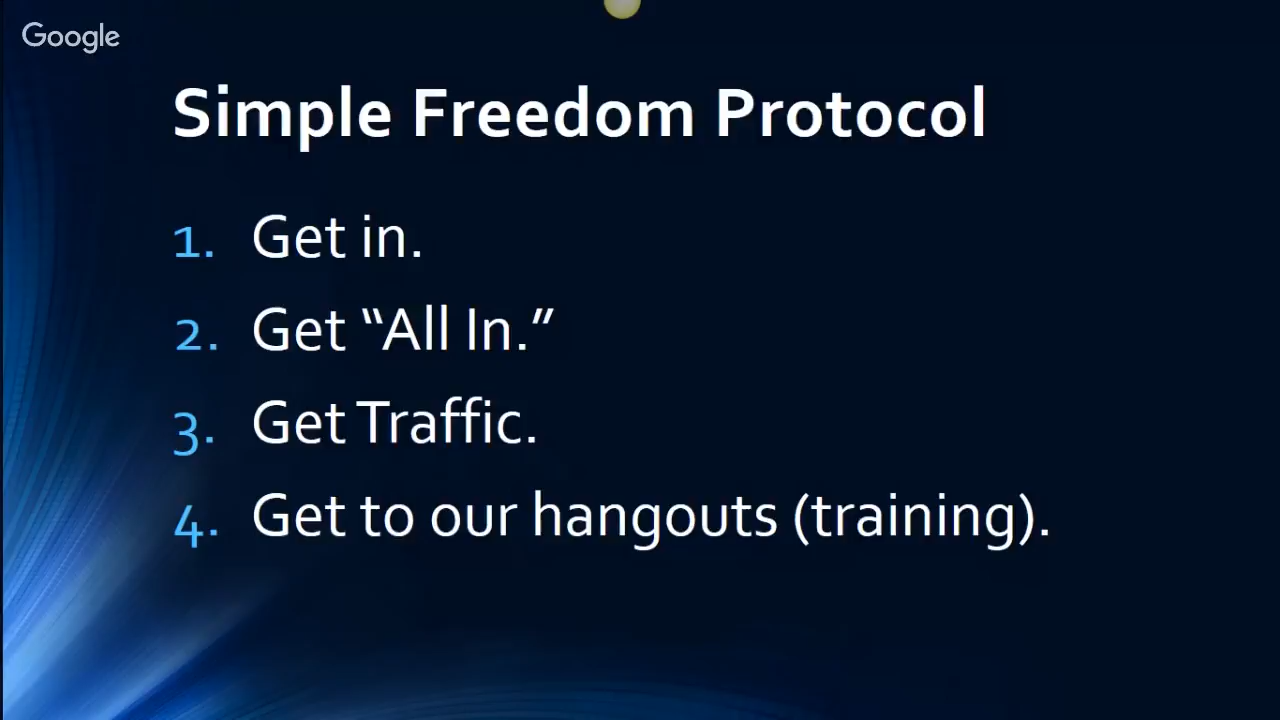 Google
Simple Freedom Protocol
1. Get in.
2. Get “All In.”
3. Get Traffic.
4. Get to our hangouts (training).